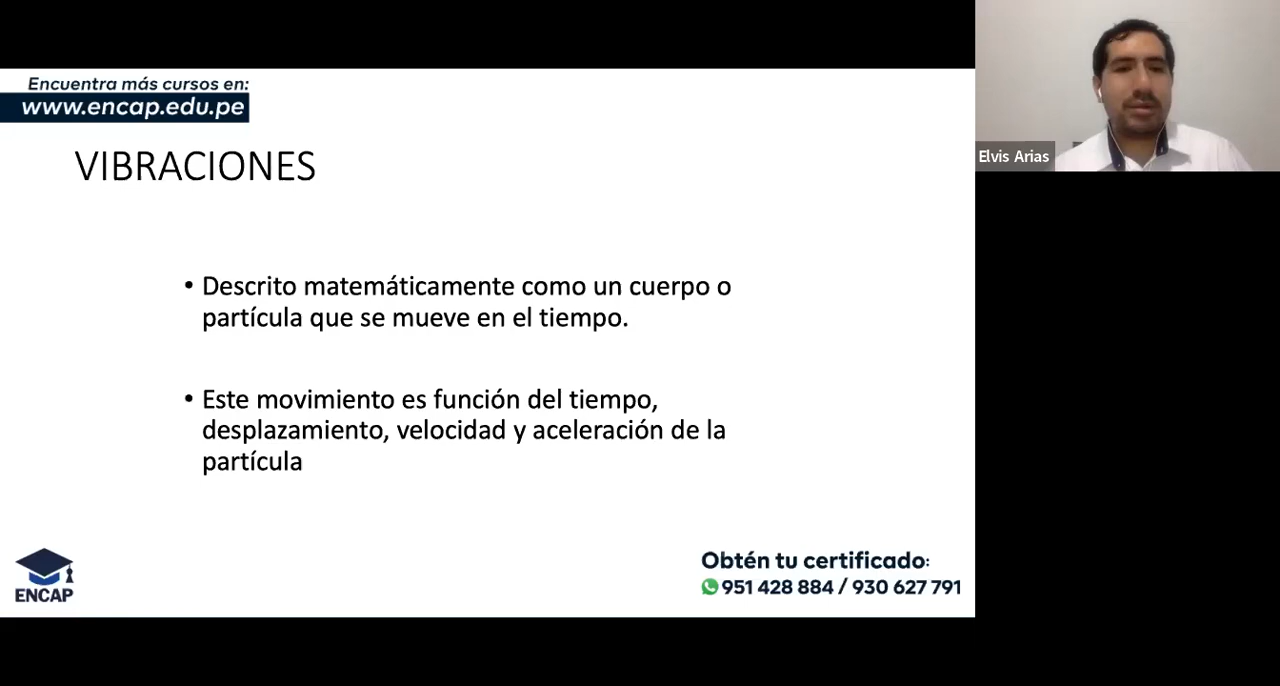 Encuentra más cursos en:
www.encap.edu.pe
VIBRACIONES
• Descrito matemáticamente como un cuerpo o
partícula que se mueve en el tiempo.
• Este movimiento es función del tiempo,
desplazamiento, velocidad y aceleración de la
partícula
ENCAP
Obtén tu certificado:
951 428 884 / 930 627 791
Elvis Arias